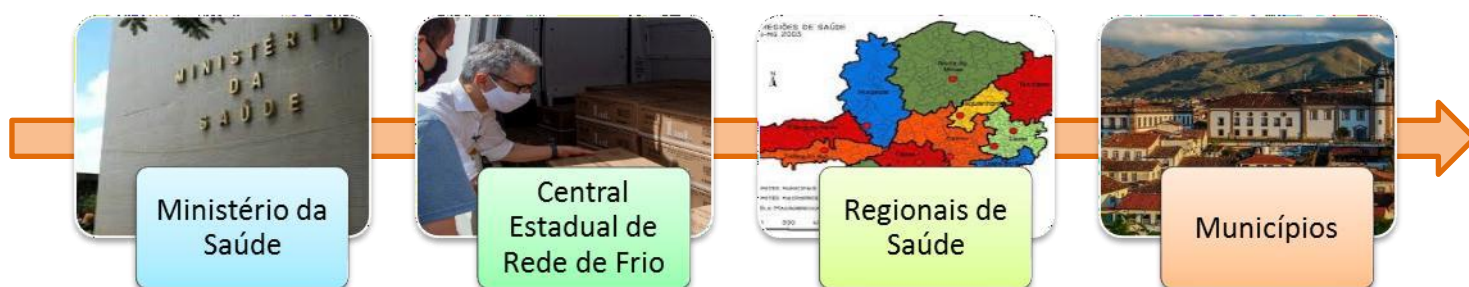 MINISTÉRIO
DA
SAÚDE
Ministério da
Saúde
Central
Estadual de
Rede de Frio
REGIÕES DE SAÚDE
2003
N
Regionais de
Saúde
Municípios